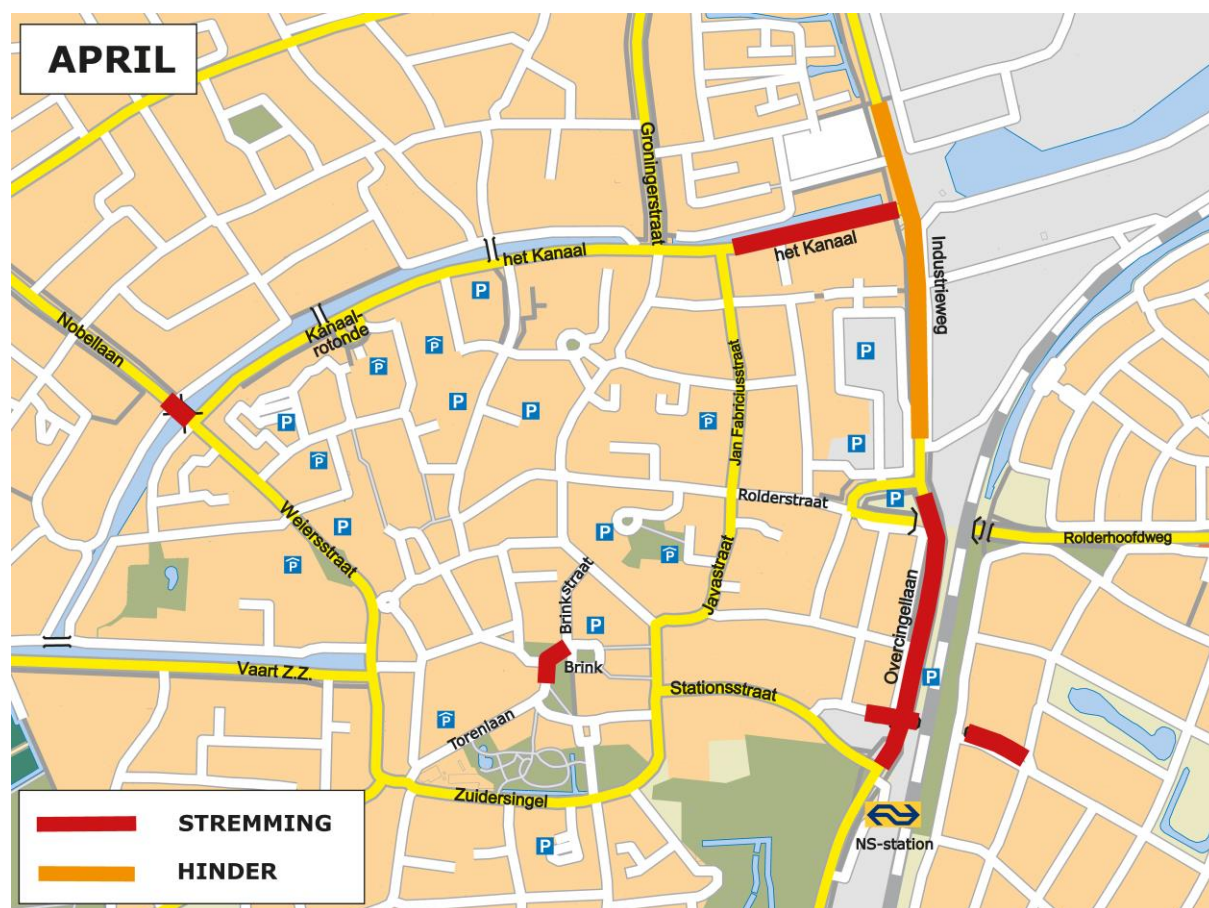 APRIL
Groningerstraat
het Kanaal
het Kanaal
Industrieweg
Nobellaan
Kanaal-
rotonde
P
P
P
P
P
P
P
P
Jan Fabriciusstraat
P
P
P
Rolderstraat
P
Weiersstraat
P
P
P
P
Rolderhoofdweg
Brinkstraat
Javastraat
P
Brink
Overcingellaan
Vaart Z.Z.
Stationsstraat
P
P
Torenlaan
Zuidersingel
P
NS-station
STREMMING
HINDER